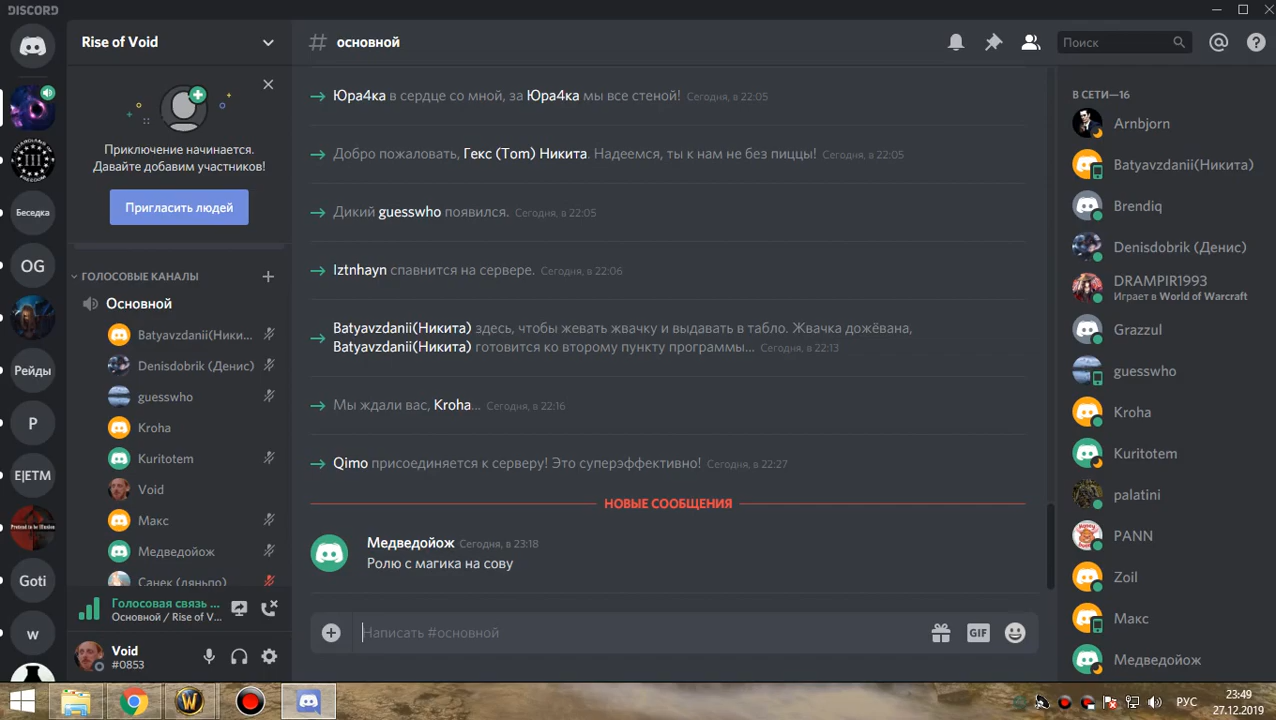 DISCORD
Rise of Void
Приключение начинается.
Давайте добавим участников!
Пригласить людей
ГОЛОСОВЫЕ КАНАЛЫ
Основной
Batyavzdanii(Ники...
Denisdobrik (Денис)
guesswho
Kroha
Kuritotem
Void
Макс
Медведойож
Санек (дяньпо)
Голосовая связь ...
Основной / Rise of V...
Void
#0853
III
Беседка
OG
Рейды
P
E|ETM
Goti
w
# основной
Поиск
Юра4ка в сердце со мной, за Юра4ка мы все стеной! Сегодня, в 22:05
Добро пожаловать, Гекс (Tom) Никита. Надеемся, ты к нам не без пиццы! Сегодня, в 22:05
Дикий guesswho появился. Сегодня, в 22:05
Iztnhayn спавнится на сервере. Сегодня, в 22:06
Batyavzdanii(Никита) здесь, чтобы жевать жвачку и выдавать в табло. Жвачка дожёвана,
Batyavzdanii(Никита) готовится ко второму пункту программы... Сегодня, в 22:13
Мы ждали вас, Kroha... Сегодня, в 22:16
Qimo присоединяется к серверу! Это суперэффективно! Сегодня, в 22:27
НОВЫЕ СООБЩЕНИЯ
Медведойож Сегодня, в 23:18
Ролю с магика на сову
Написать #основной
GIF
В СЕТИ—16
Arnbjorn
Batyavzdanii(Никита)
Brendiq
Denisdobrik (Денис)
DRAMPIR1993
Играет в World of Warcraft
Grazzul
guesswho
Kroha
Kuritotem
palatini
PANN
Zoil
Макс
Медведойож
РУС
23:49
27.12.2019